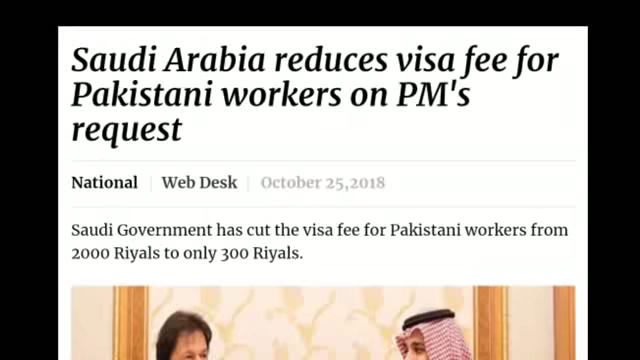 Saudi Arabia reduces visa fee for
Pakistani workers on PM's
request
National Web Desk October 25,2018
Saudi Government has cut the visa fee for Pakistani workers from
2000 Riyals to only 300 Riyals.